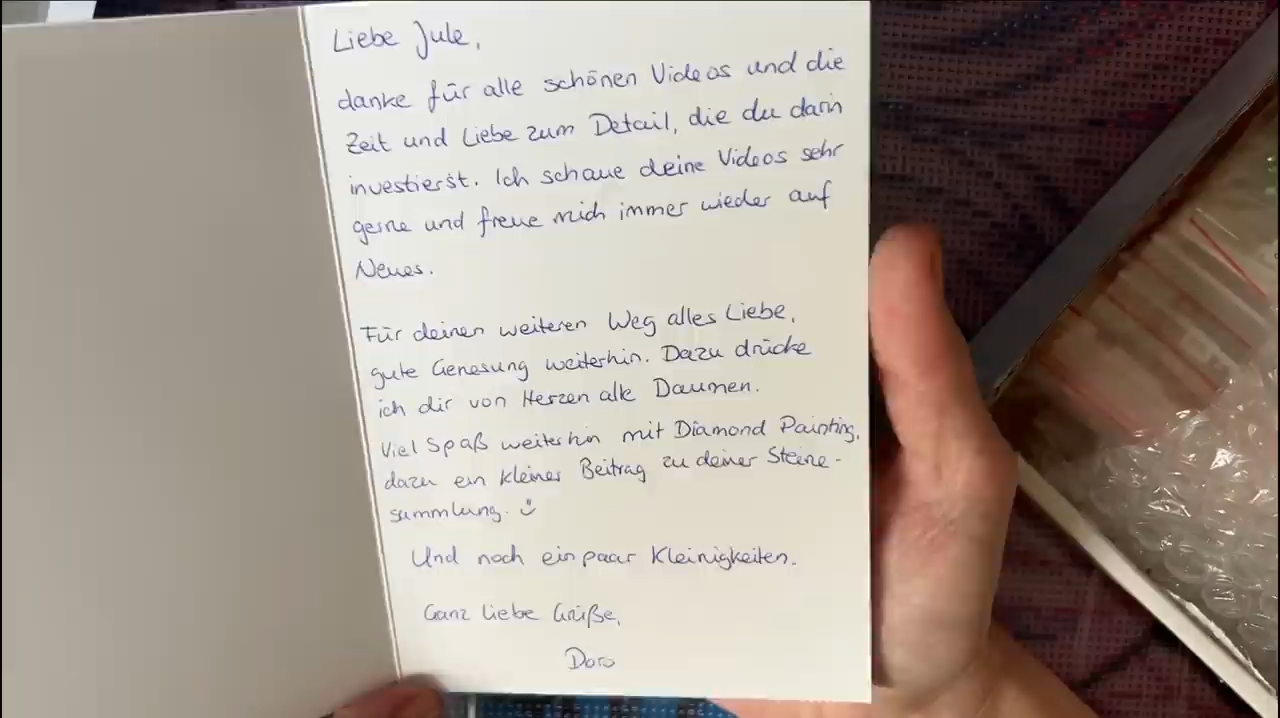 Liebe Jule,
danke für alle schönen Videos und die
Zeit und Liebe zum Detail, die du darin
investierst. Ich schaue deine Videos sehr
gerne und freue mich immer wieder auf
Neues.
Für deinen weiteren Weg alles Liebe,
gute Genesung weiterhin. Dazu drücke
ich dir von Herzen alle Daumen.
Viel Spaß weiterhin mit Diamond Painting,
dazu ein kleiner Beitrag zu deiner Steine-
sammlung. :)
Und noch ein paar Kleinigkeiten.
Ganz liebe Grüße,
Doro